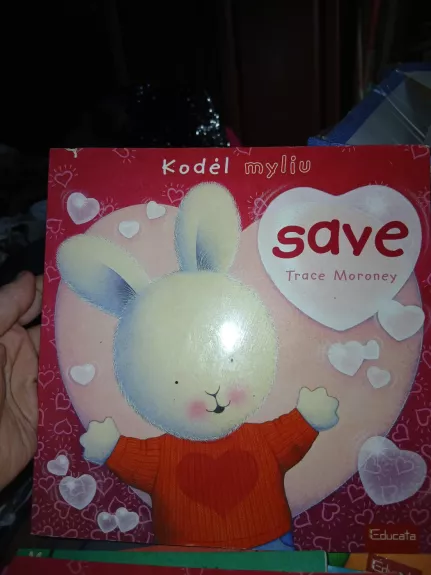 Kodėl myliu
save
Trace Moroney
Educata